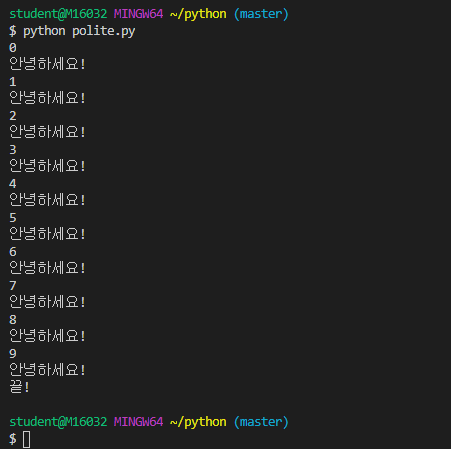 student@M16032 MINGW64 ~/python (master)
$ python polite.py
0
안녕하세요!
1
안녕하세요!
2
안녕하세요!
3
안녕하세요!
4
안녕하세요!
5
안녕하세요!
6
안녕하세요!
7
안녕하세요!
8
안녕하세요!
9
안녕하세요!
끝!
student@M16032 MINGW64 ~/python (master)
$